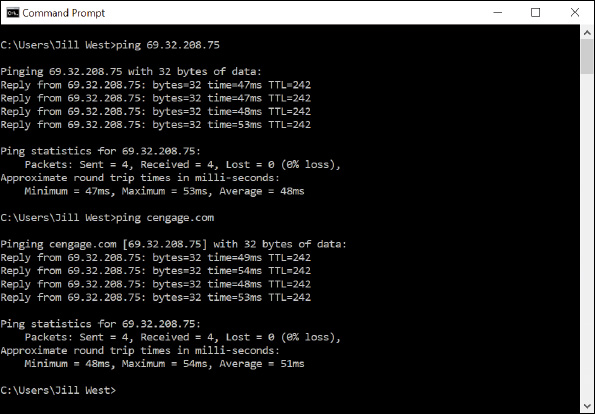 Command Prompt
C:\Users\Jill West>ping 69.32.208.75
Pinging 69.32.208.75 with 32 bytes of data:
Reply from 69.32.208.75: bytes=32 time=47ms TTL=242
Reply from 69.32.208.75: bytes=32 time=47ms TTL=242
Reply from 69.32.208.75: bytes=32 time=48ms TTL=242
Reply from 69.32.208.75: bytes=32 time=53ms TTL=242
Ping statistics for 69.32.208.75:
    Packets: Sent = 4, Received = 4, Lost = 0 (0% loss),
Approximate round trip times in milli-seconds:
    Minimum = 47ms, Maximum = 53ms, Average = 48ms
C:\Users\Jill West>ping cengage.com
Pinging cengage.com [69.32.208.75] with 32 bytes of data:
Reply from 69.32.208.75: bytes=32 time=49ms TTL=242
Reply from 69.32.208.75: bytes=32 time=54ms TTL=242
Reply from 69.32.208.75: bytes=32 time=48ms TTL=242
Reply from 69.32.208.75: bytes=32 time=53ms TTL=242
Ping statistics for 69.32.208.75:
    Packets: Sent = 4, Received = 4, Lost = 0 (0% loss),
Approximate round trip times in milli-seconds:
    Minimum = 48ms, Maximum = 54ms, Average = 51ms
C:\Users\Jill West>